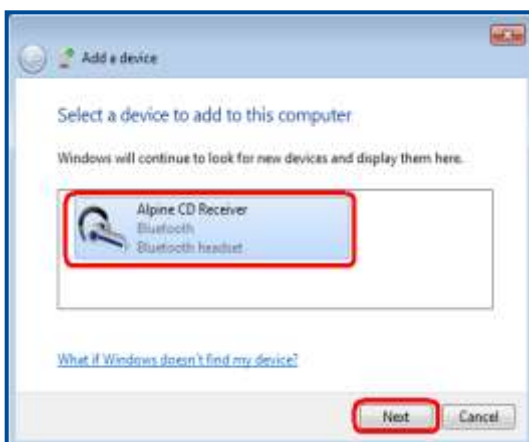 Add a device
Select a device to add to this computer
Windows will continue to look for new devices and display them here.
Alpine CD Receiver
Bluetooth
Bluetooth headset
What if Windows doesn't find my device?
Next Cancel